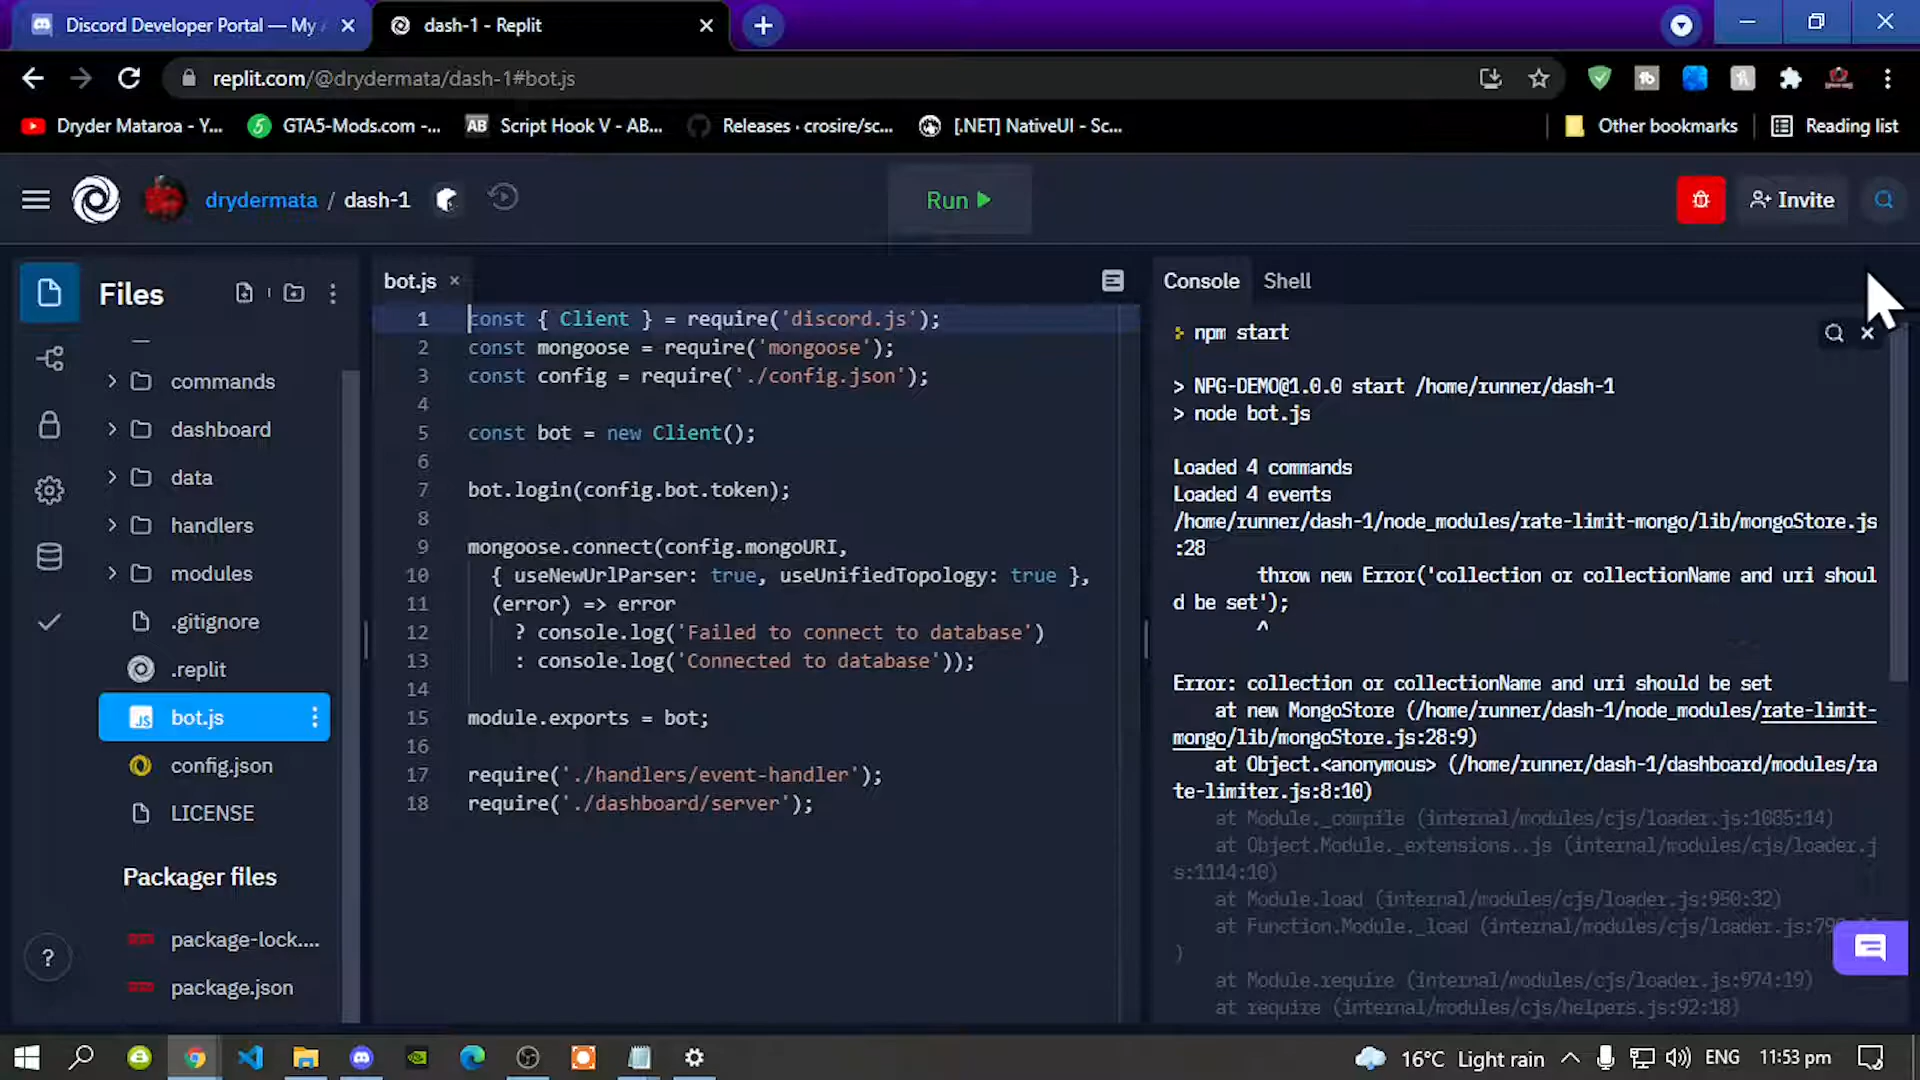 Discord Developer Portal — My
dash-1 - Replit
replit.com/@drydermata/dash-1#bot.js
Dryder Mataroa - Y...
GTA5-Mods.com -...
AB
Script Hook V - AB...
Releases · crosire/sc...
[.NET] NativeUI - Sc...
Other bookmarks
Reading list
drydermata / dash-1
Run
Invite
Files
commands
dashboard
data
handlers
modules
.gitignore
.replit
JS
bot.js
config.json
LICENSE
Packager files
package-lock....
package.json
?
bot.js
1 const { Client } = require('discord.js');
2 const mongoose = require('mongoose');
3 const config = require('./config.json');
4
5 const bot = new Client();
6
7 bot.login(config.bot.token);
8
9 mongoose.connect(config.mongoURI,
10 { useNewUrlParser: true, useUnifiedTopology: true },
11 (error) => error
12 ? console.log('Failed to connect to database')
13 : console.log('Connected to database'));
14
15 module.exports = bot;
16
17 require('./handlers/event-handler');
18 require('./dashboard/server');
Console
Shell
npm start
> NPG-DEMO@1.0.0 start /home/runner/dash-1
> node bot.js
Loaded 4 commands
Loaded 4 events
/home/runner/dash-1/node_modules/rate-limit-mongo/lib/mongoStore.js
:28
throw new Error('collection or collectionName and uri shoul
d be set');
^
Error: collection or collectionName and uri should be set
at new MongoStore (/home/runner/dash-1/node_modules/rate-limit-
mongo/lib/mongoStore.js:28:9)
at Object.<anonymous> (/home/runner/dash-1/dashboard/modules/ra
te-limiter.js:8:10)
at Module._compile (internal/modules/cjs/loader.js:1085:14)
at Object.Module._extensions..js (internal/modules/cjs/loader.j
s:1114:10)
at Module.load (internal/modules/cjs/loader.js:950:32)
at Function.Module._load (internal/modules/cjs/loader.js:79
)
at Module.require (internal/modules/cjs/loader.js:974:19)
at require (internal/modules/cjs/helpers.js:92:18)
16°C Light rain
ENG
11:53 pm